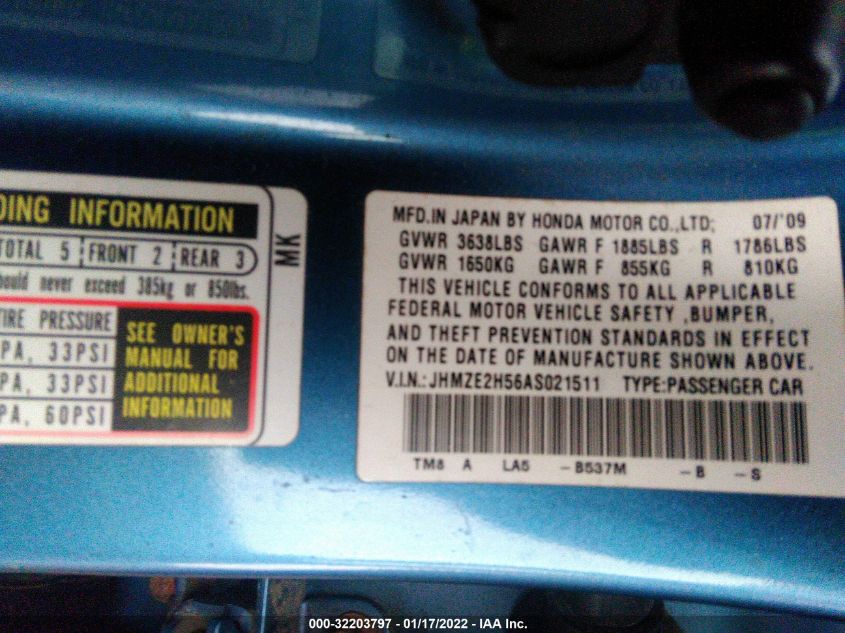 DING INFORMATION
TOTAL 5 FRONT 2 REAR 3
should never exceed 385kg or 850lbs.
TIRE PRESSURE
PA, 33PSI
PA, 33PSI
PA, 60PSI
SEE OWNER'S
MANUAL FOR
ADDITIONAL
INFORMATION
MK
MFD.IN JAPAN BY HONDA MOTOR CO.,LTD; 07/'09
GVWR 3638LBS GAWR F 1885LBS R 1786LBS
GVWR 1650KG GAWR F 855KG R 810KG
THIS VEHICLE CONFORMS TO ALL APPLICABLE
FEDERAL MOTOR VEHICLE SAFETY ,BUMPER,
AND THEFT PREVENTION STANDARDS IN EFFECT
ON THE DATE OF MANUFACTURE SHOWN ABOVE.
V.I.N.:JHMZE2H56AS021511 TYPE:PASSENGER CAR
TM8 A LA5 -B537M -B -S
000-32203797 - 01/17/2022 - IAA Inc.